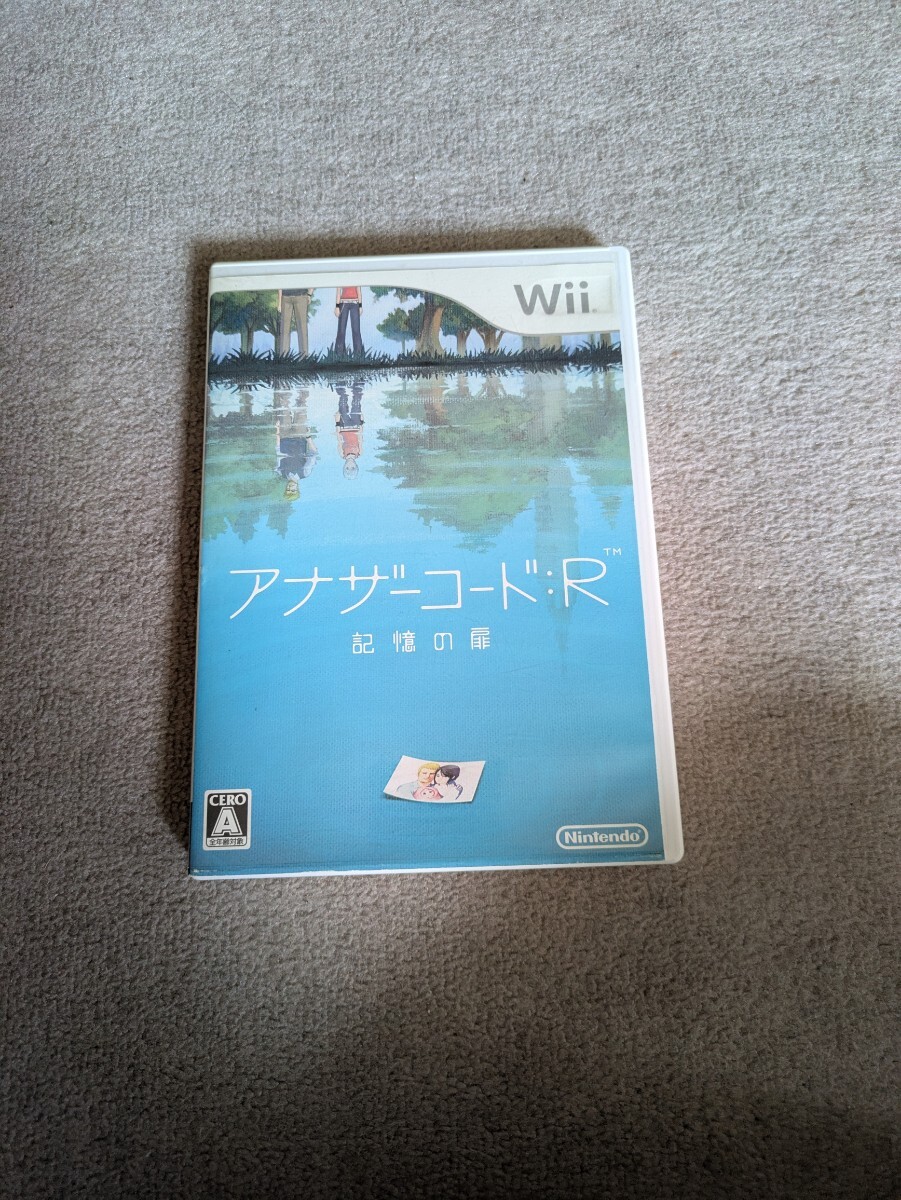 Wii.
アナザーコード:R™
記憶の扉
CERO
A
全年齢対象
Nintendo